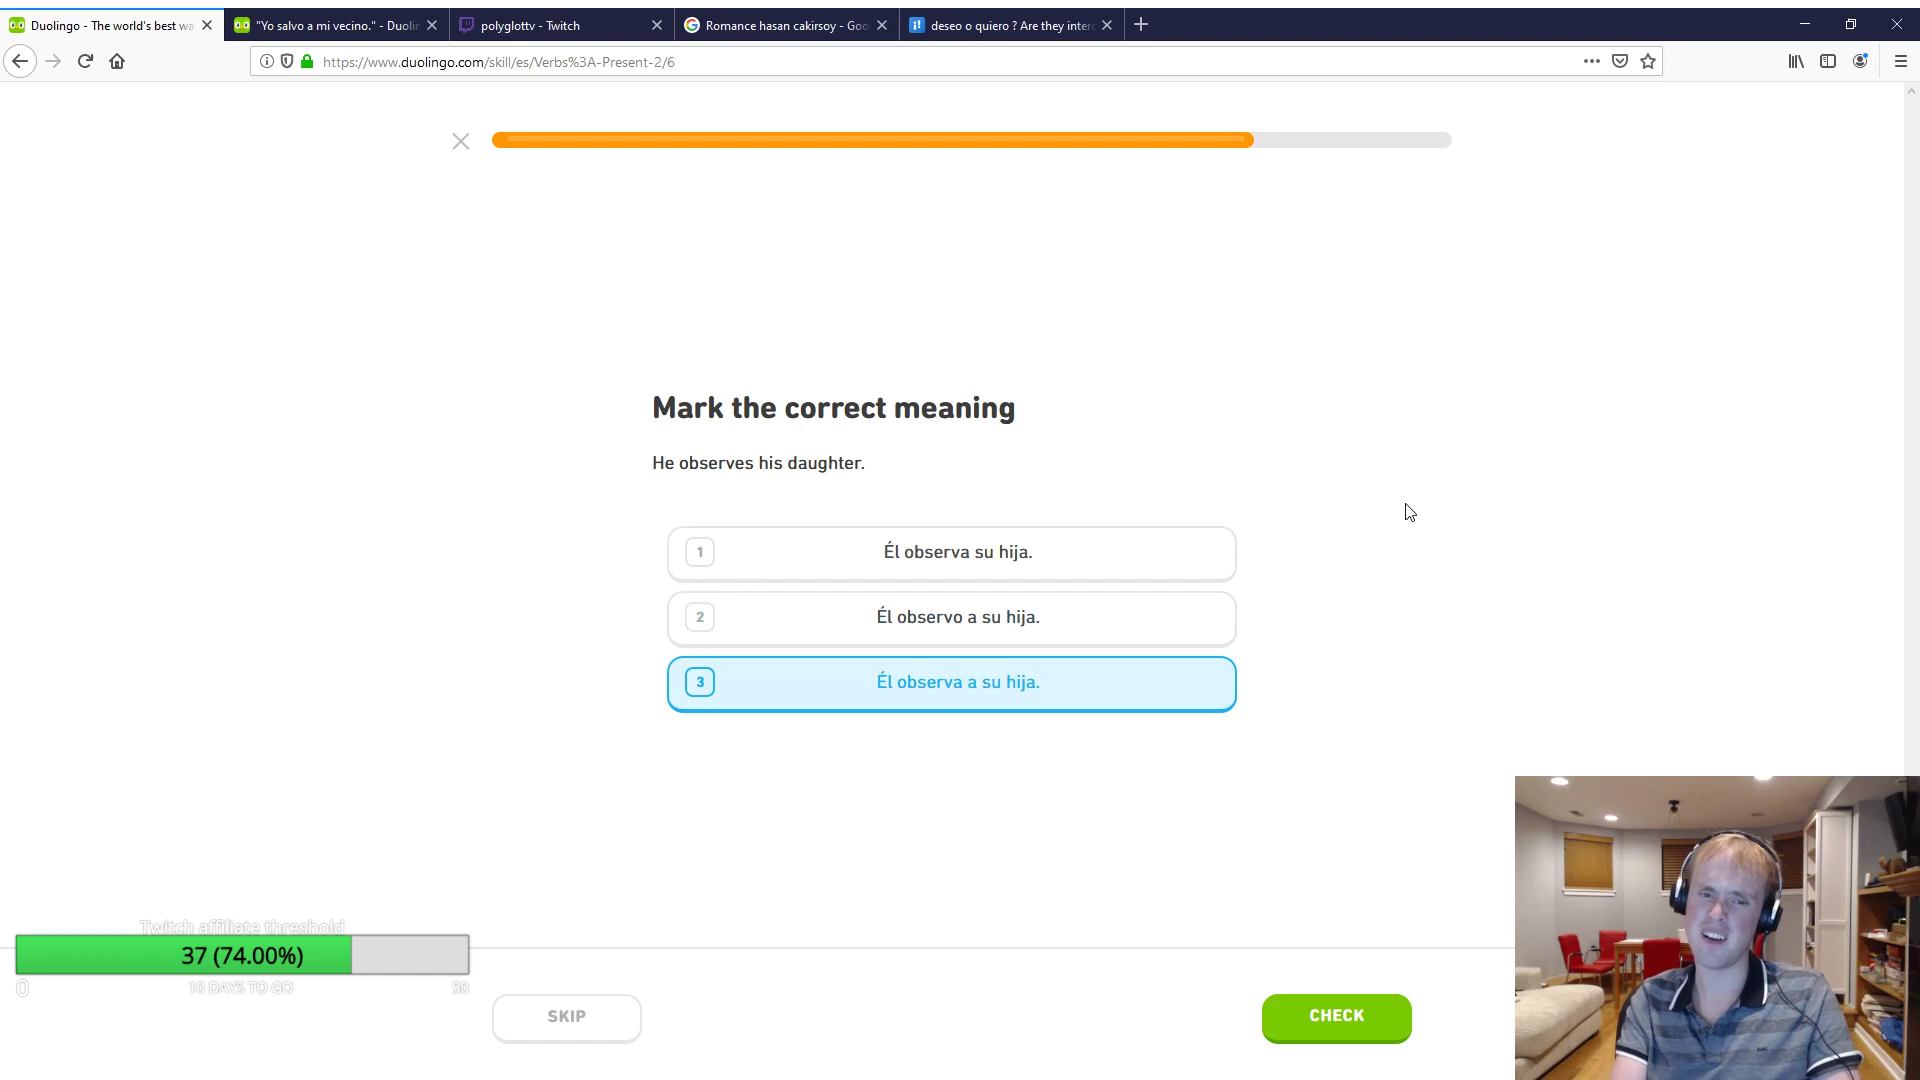 Duolingo - The world's best wa
"Yo salvo a mi vecino." - Duolin
polyglottv - Twitch
Romance hasan cakirsoy - Goo
deseo o quiero ? Are they interc
https://www.duolingo.com/skill/es/Verbs%3A-Present-2/6
Mark the correct meaning
He observes his daughter.
1 Él observa su hija.
2 Él observo a su hija.
3 Él observa a su hija.
Twitch affiliate threshold
37 (74.00%)
0 10 DAYS TO GO 50
SKIP
CHECK